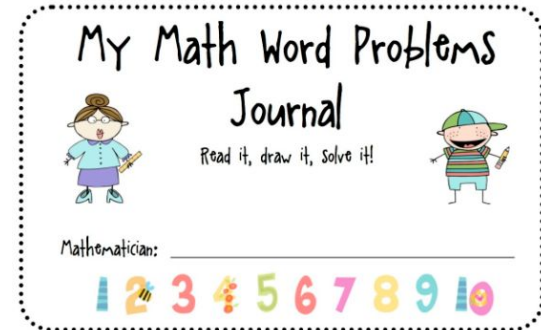 My Math Word Problems
Journal
Read it, draw it, solve it!
Mathematician:
1 2 3 4 5 6 7 8 9 10